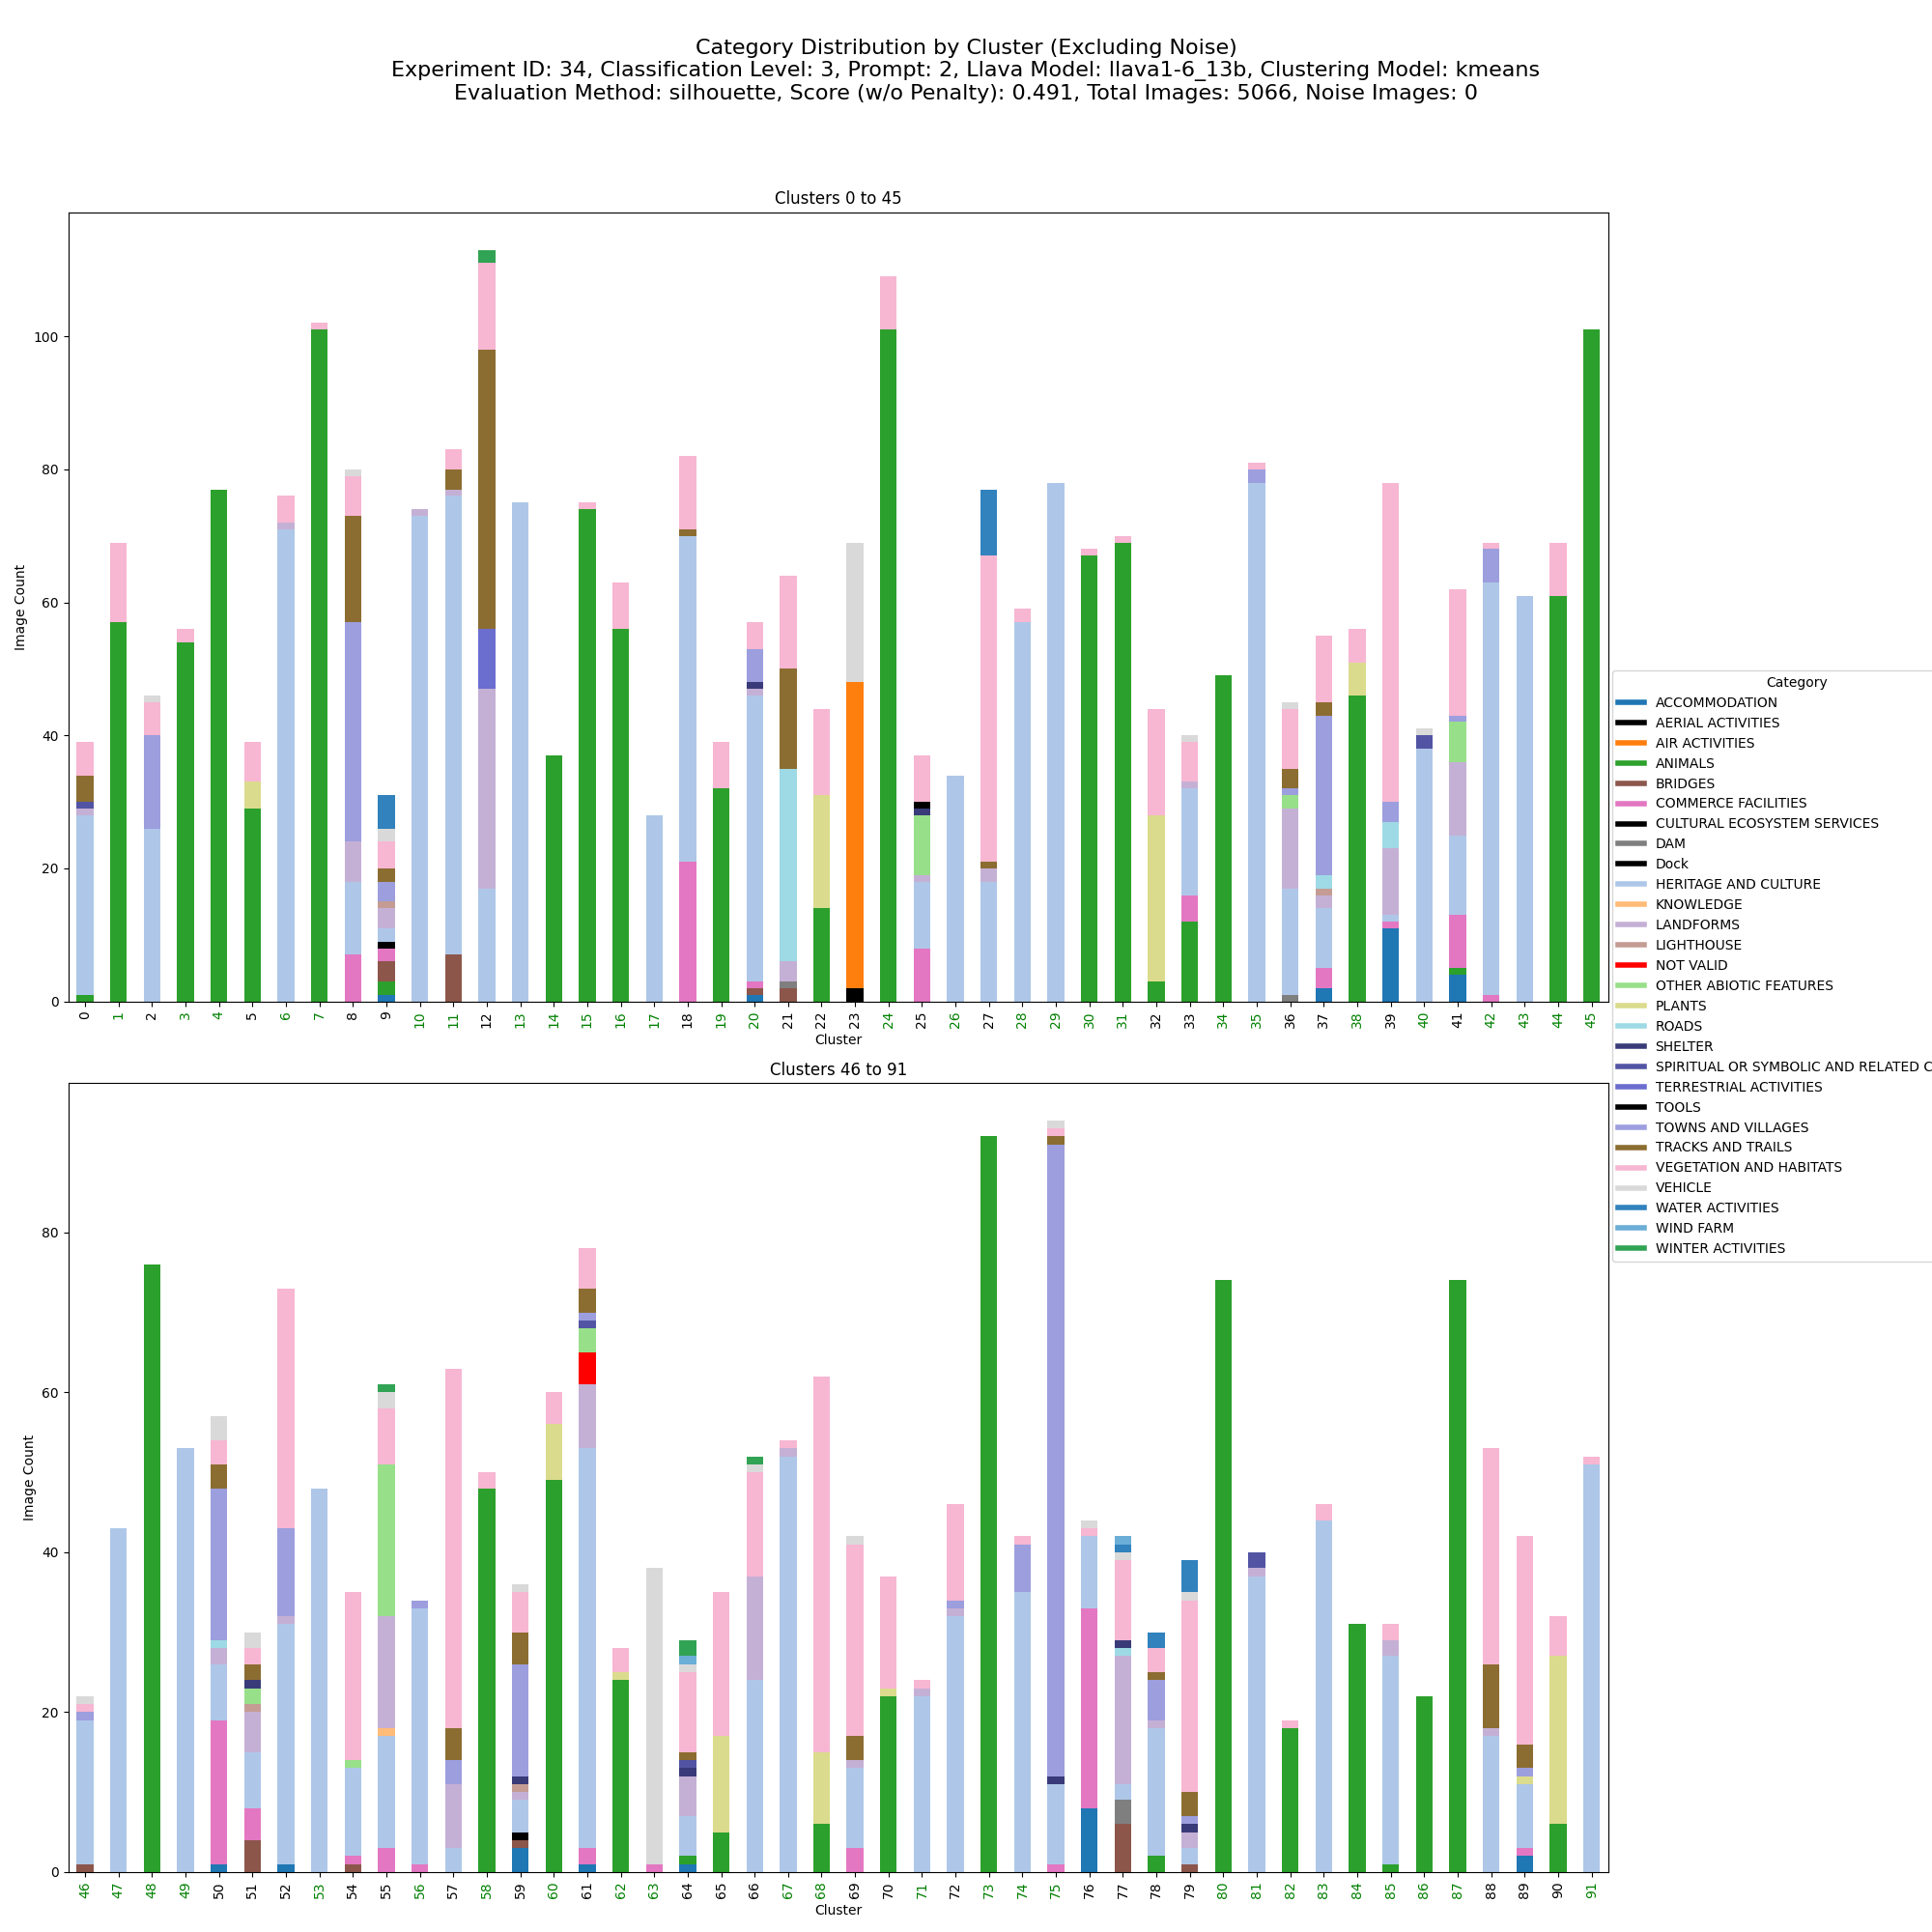 Category Distribution by Cluster (Excluding Noise)
Experiment ID: 34, Classification Level: 3, Prompt: 2, Llava Model: llava1-6_13b, Clustering Model: kmeans
Evaluation Method: silhouette, Score (w/o Penalty): 0.491, Total Images: 5066, Noise Images: 0
Clusters 0 to 45
Image Count
100
80
60
40
20
0
0 1 2 3 4 5 6 7 8 9 10 11 12 13 14 15 16 17 18 19 20 21 22 23 24 25 26 27 28 29 30 31 32 33 34 35 36 37 38 39 40 41 42 43 44 45
Cluster
Clusters 46 to 91
Image Count
80
60
40
20
0
46 47 48 49 50 51 52 53 54 55 56 57 58 59 60 61 62 63 64 65 66 67 68 69 70 71 72 73 74 75 76 77 78 79 80 81 82 83 84 85 86 87 88 89 90 91
Cluster
Category
ACCOMMODATION
AERIAL ACTIVITIES
AIR ACTIVITIES
ANIMALS
BRIDGES
COMMERCE FACILITIES
CULTURAL ECOSYSTEM SERVICES
DAM
Dock
HERITAGE AND CULTURE
KNOWLEDGE
LANDFORMS
LIGHTHOUSE
NOT VALID
OTHER ABIOTIC FEATURES
PLANTS
ROADS
SHELTER
SPIRITUAL OR SYMBOLIC AND RELATED C
TERRESTRIAL ACTIVITIES
TOOLS
TOWNS AND VILLAGES
TRACKS AND TRAILS
VEGETATION AND HABITATS
VEHICLE
WATER ACTIVITIES
WIND FARM
WINTER ACTIVITIES